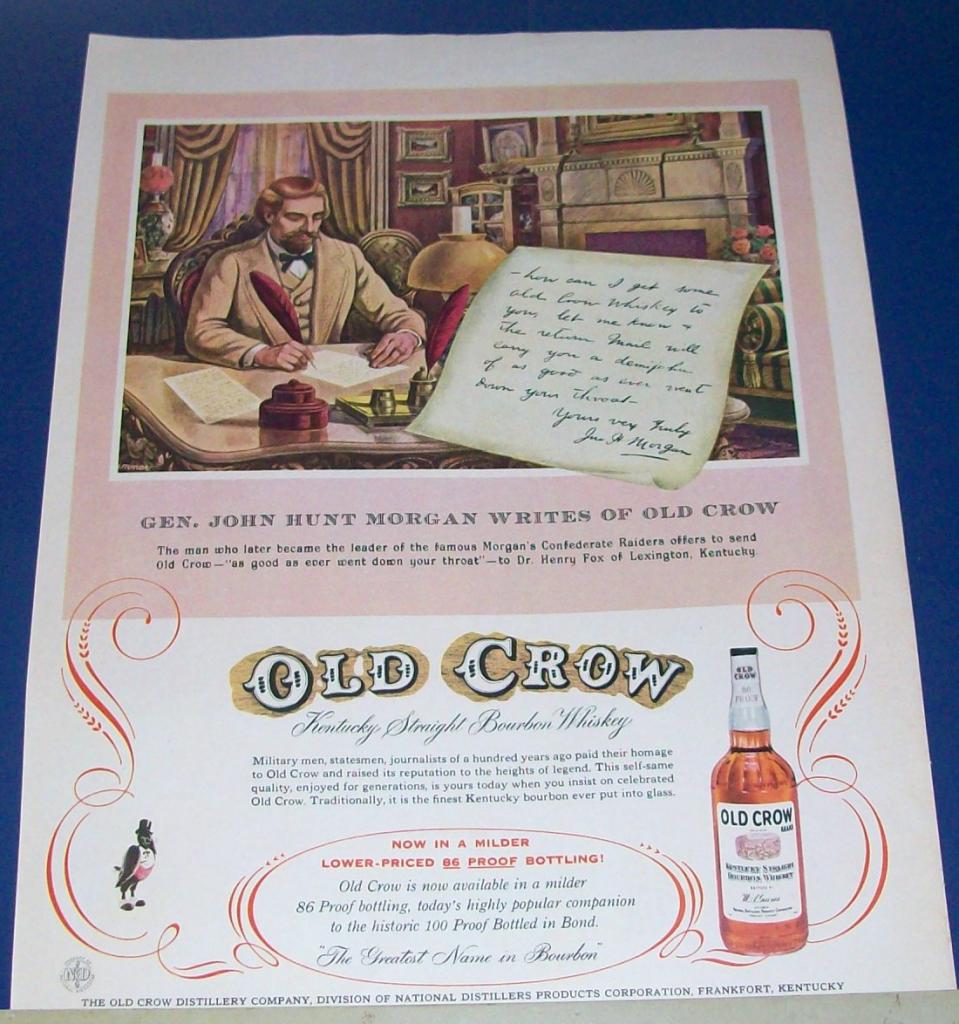 - how can I get some
old Crow Whiskey to
you, let me know &
the return Mail will
carry you a demijohn
of as good as ever went
down your throat -
Yours very truly
Jno H Morgan
GEN. JOHN HUNT MORGAN WRITES OF OLD CROW
The man who later became the leader of the famous Morgan's Confederate Raiders offers to send
Old Crow—"as good as ever went down your throat"—to Dr. Henry Fox of Lexington, Kentucky.
OLD CROW
Kentucky Straight Bourbon Whiskey
Military men, statesmen, journalists of a hundred years ago paid their homage
to Old Crow and raised its reputation to the heights of legend. This self-same
quality, enjoyed for generations, is yours today when you insist on celebrated
Old Crow. Traditionally, it is the finest Kentucky bourbon ever put into glass.
OLD
CROW
86
PROOF
OLD CROW
BRAND
KENTUCKY STRAIGHT
BOURBON WHISKEY
NOW IN A MILDER
LOWER-PRICED 86 PROOF BOTTLING!
Old Crow is now available in a milder
86 Proof bottling, today's highly popular companion
to the historic 100 Proof Bottled in Bond.
"The Greatest Name in Bourbon"
THE OLD CROW DISTILLERY COMPANY, DIVISION OF NATIONAL DISTILLERS PRODUCTS CORPORATION, FRANKFORT, KENTUCKY